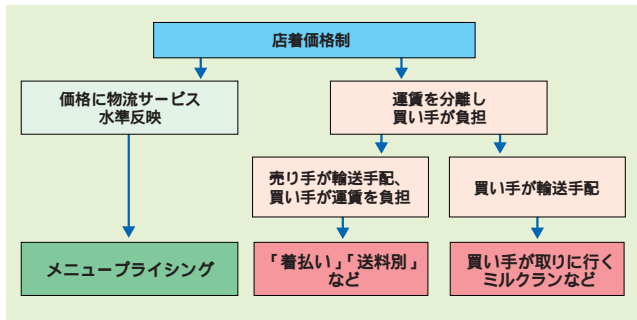 店着価格制
価格に物流サービス
水準反映
運賃を分離し
買い手が負担
売り手が輸送手配、
買い手が運賃を負担
買い手が輸送手配
メニュープライシング
「着払い」「送料別」
など
買い手が取りに行く
ミルクランなど